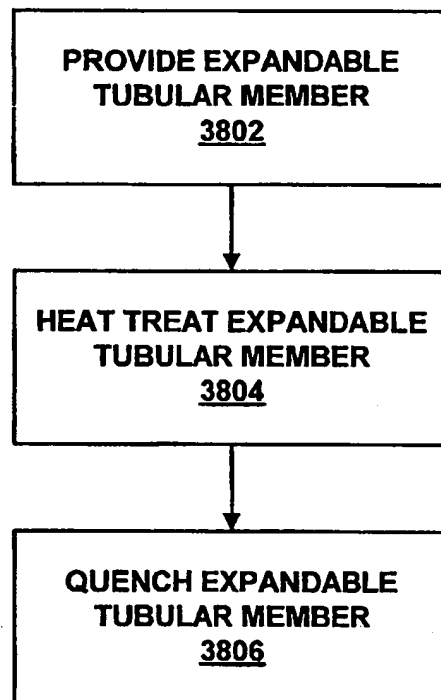 PROVIDE EXPANDABLE
TUBULAR MEMBER
3802
HEAT TREAT EXPANDABLE
TUBULAR MEMBER
3804
QUENCH EXPANDABLE
TUBULAR MEMBER
3806